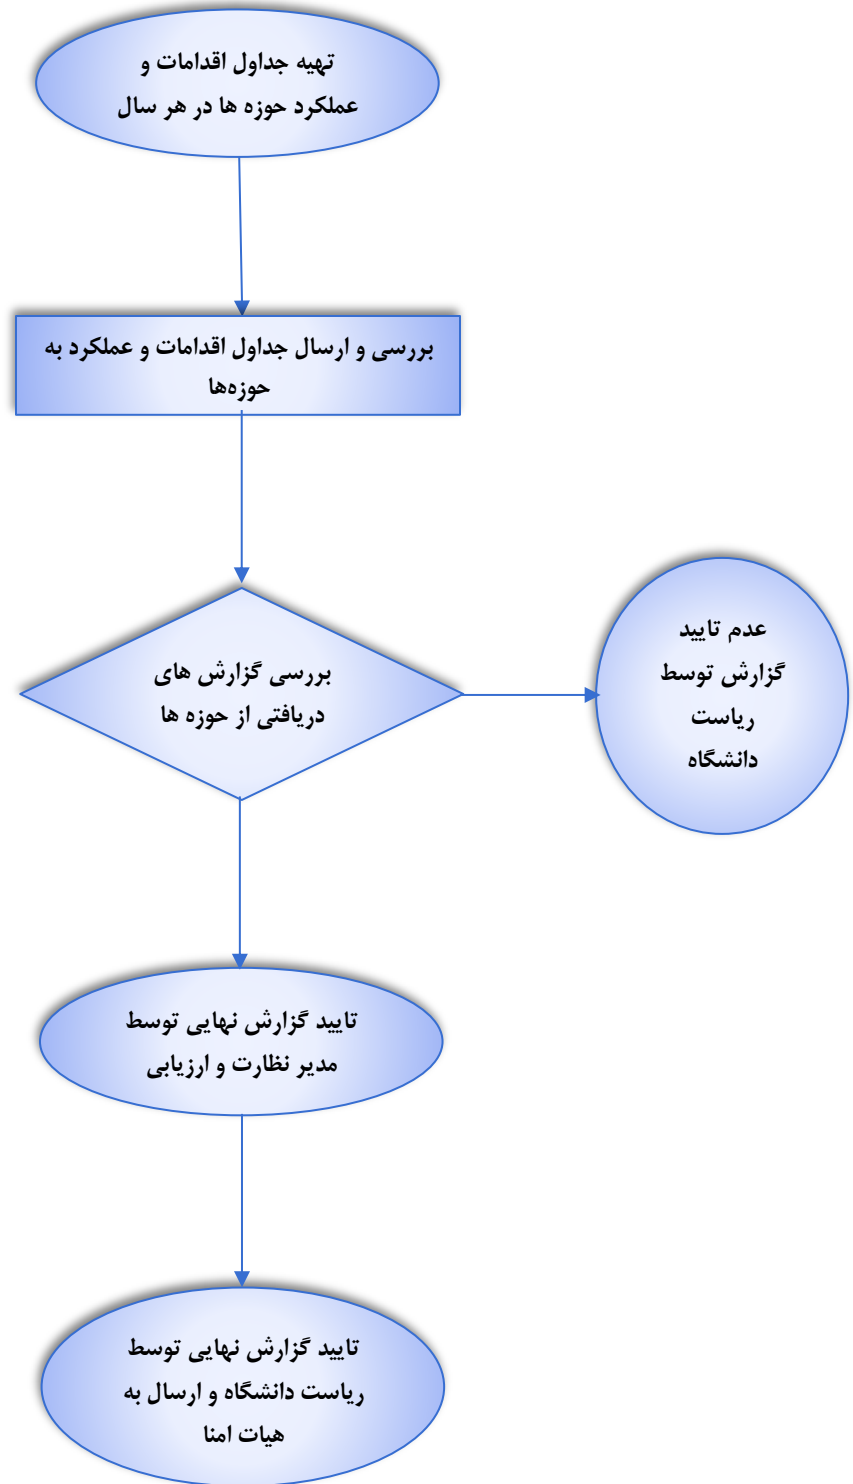 تهیه جداول اقدامات و
عملکرد حوزه ها در هر سال
بررسی و ارسال جداول اقدامات و عملکرد به
حوزه‌ها
بررسی گزارش های
دریافتی از حوزه ها
عدم تایید
گزارش توسط
ریاست
دانشگاه
تایید گزارش نهایی توسط
مدیر نظارت و ارزیابی
تایید گزارش نهایی توسط
ریاست دانشگاه و ارسال به
هیات امنا